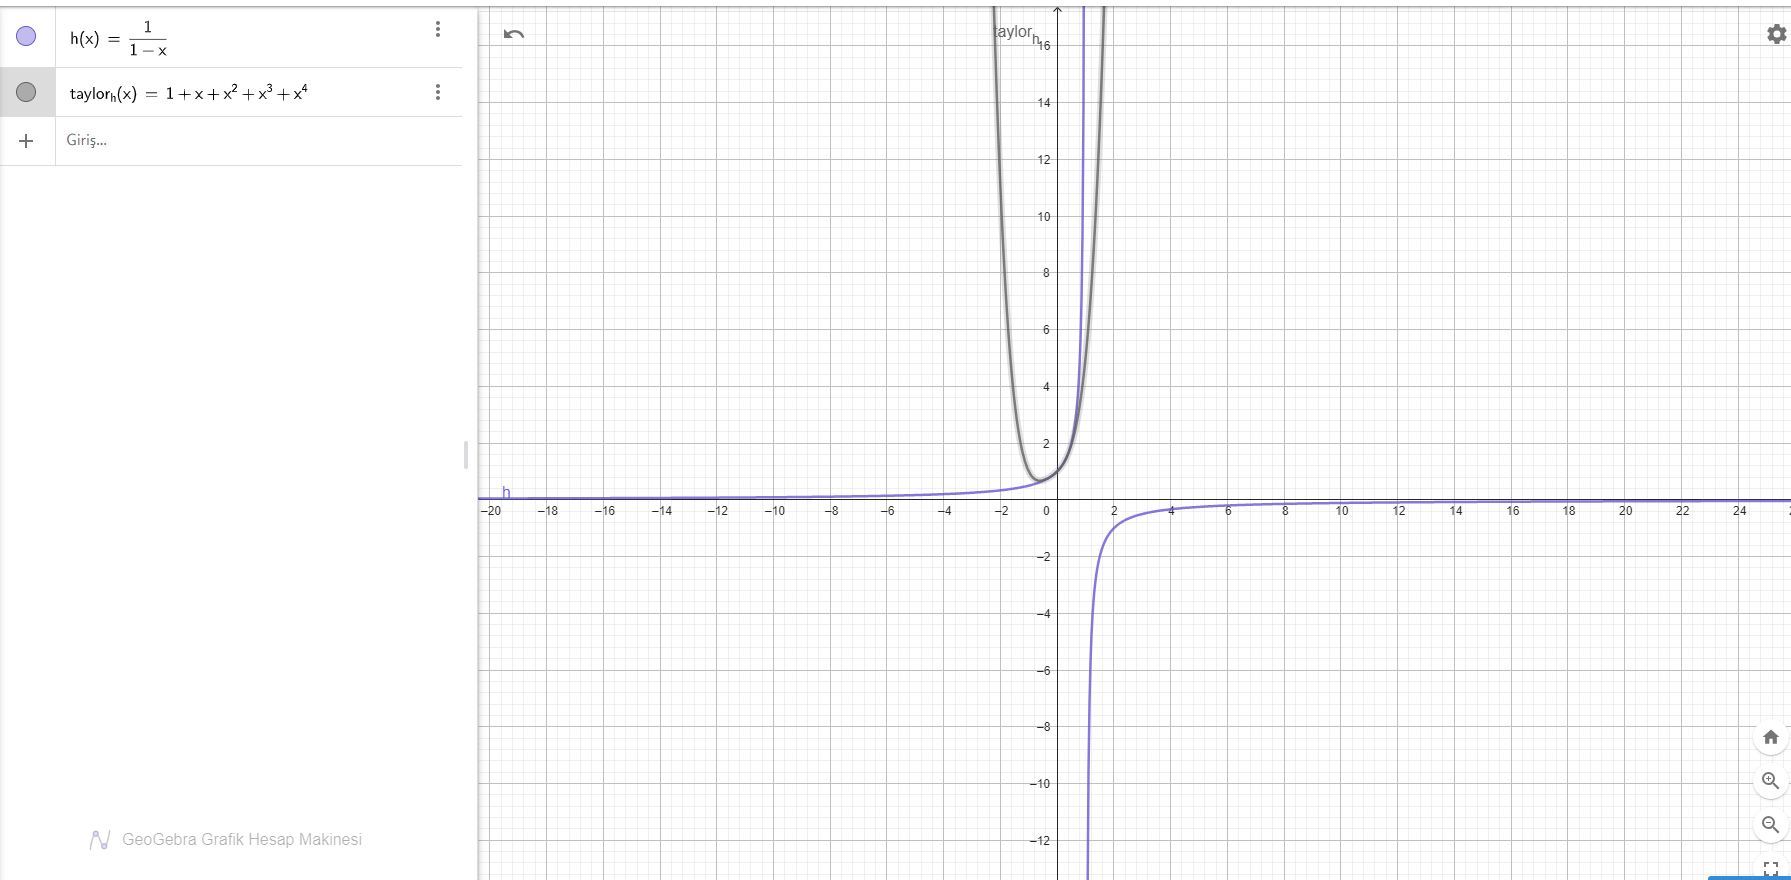 h(x) = 1/(1 − x)
taylorₕ(x) = 1 + x + x² + x³ + x⁴
Giriş...
GeoGebra Grafik Hesap Makinesi
taylorₕ
16
14
12
10
8
6
4
2
h
−20 −18 −16 −14 −12 −10 −8 −6 −4 −2 0 2 4 6 8 10 12 14 16 18 20 22 24
−2
−4
−6
−8
−10
−12